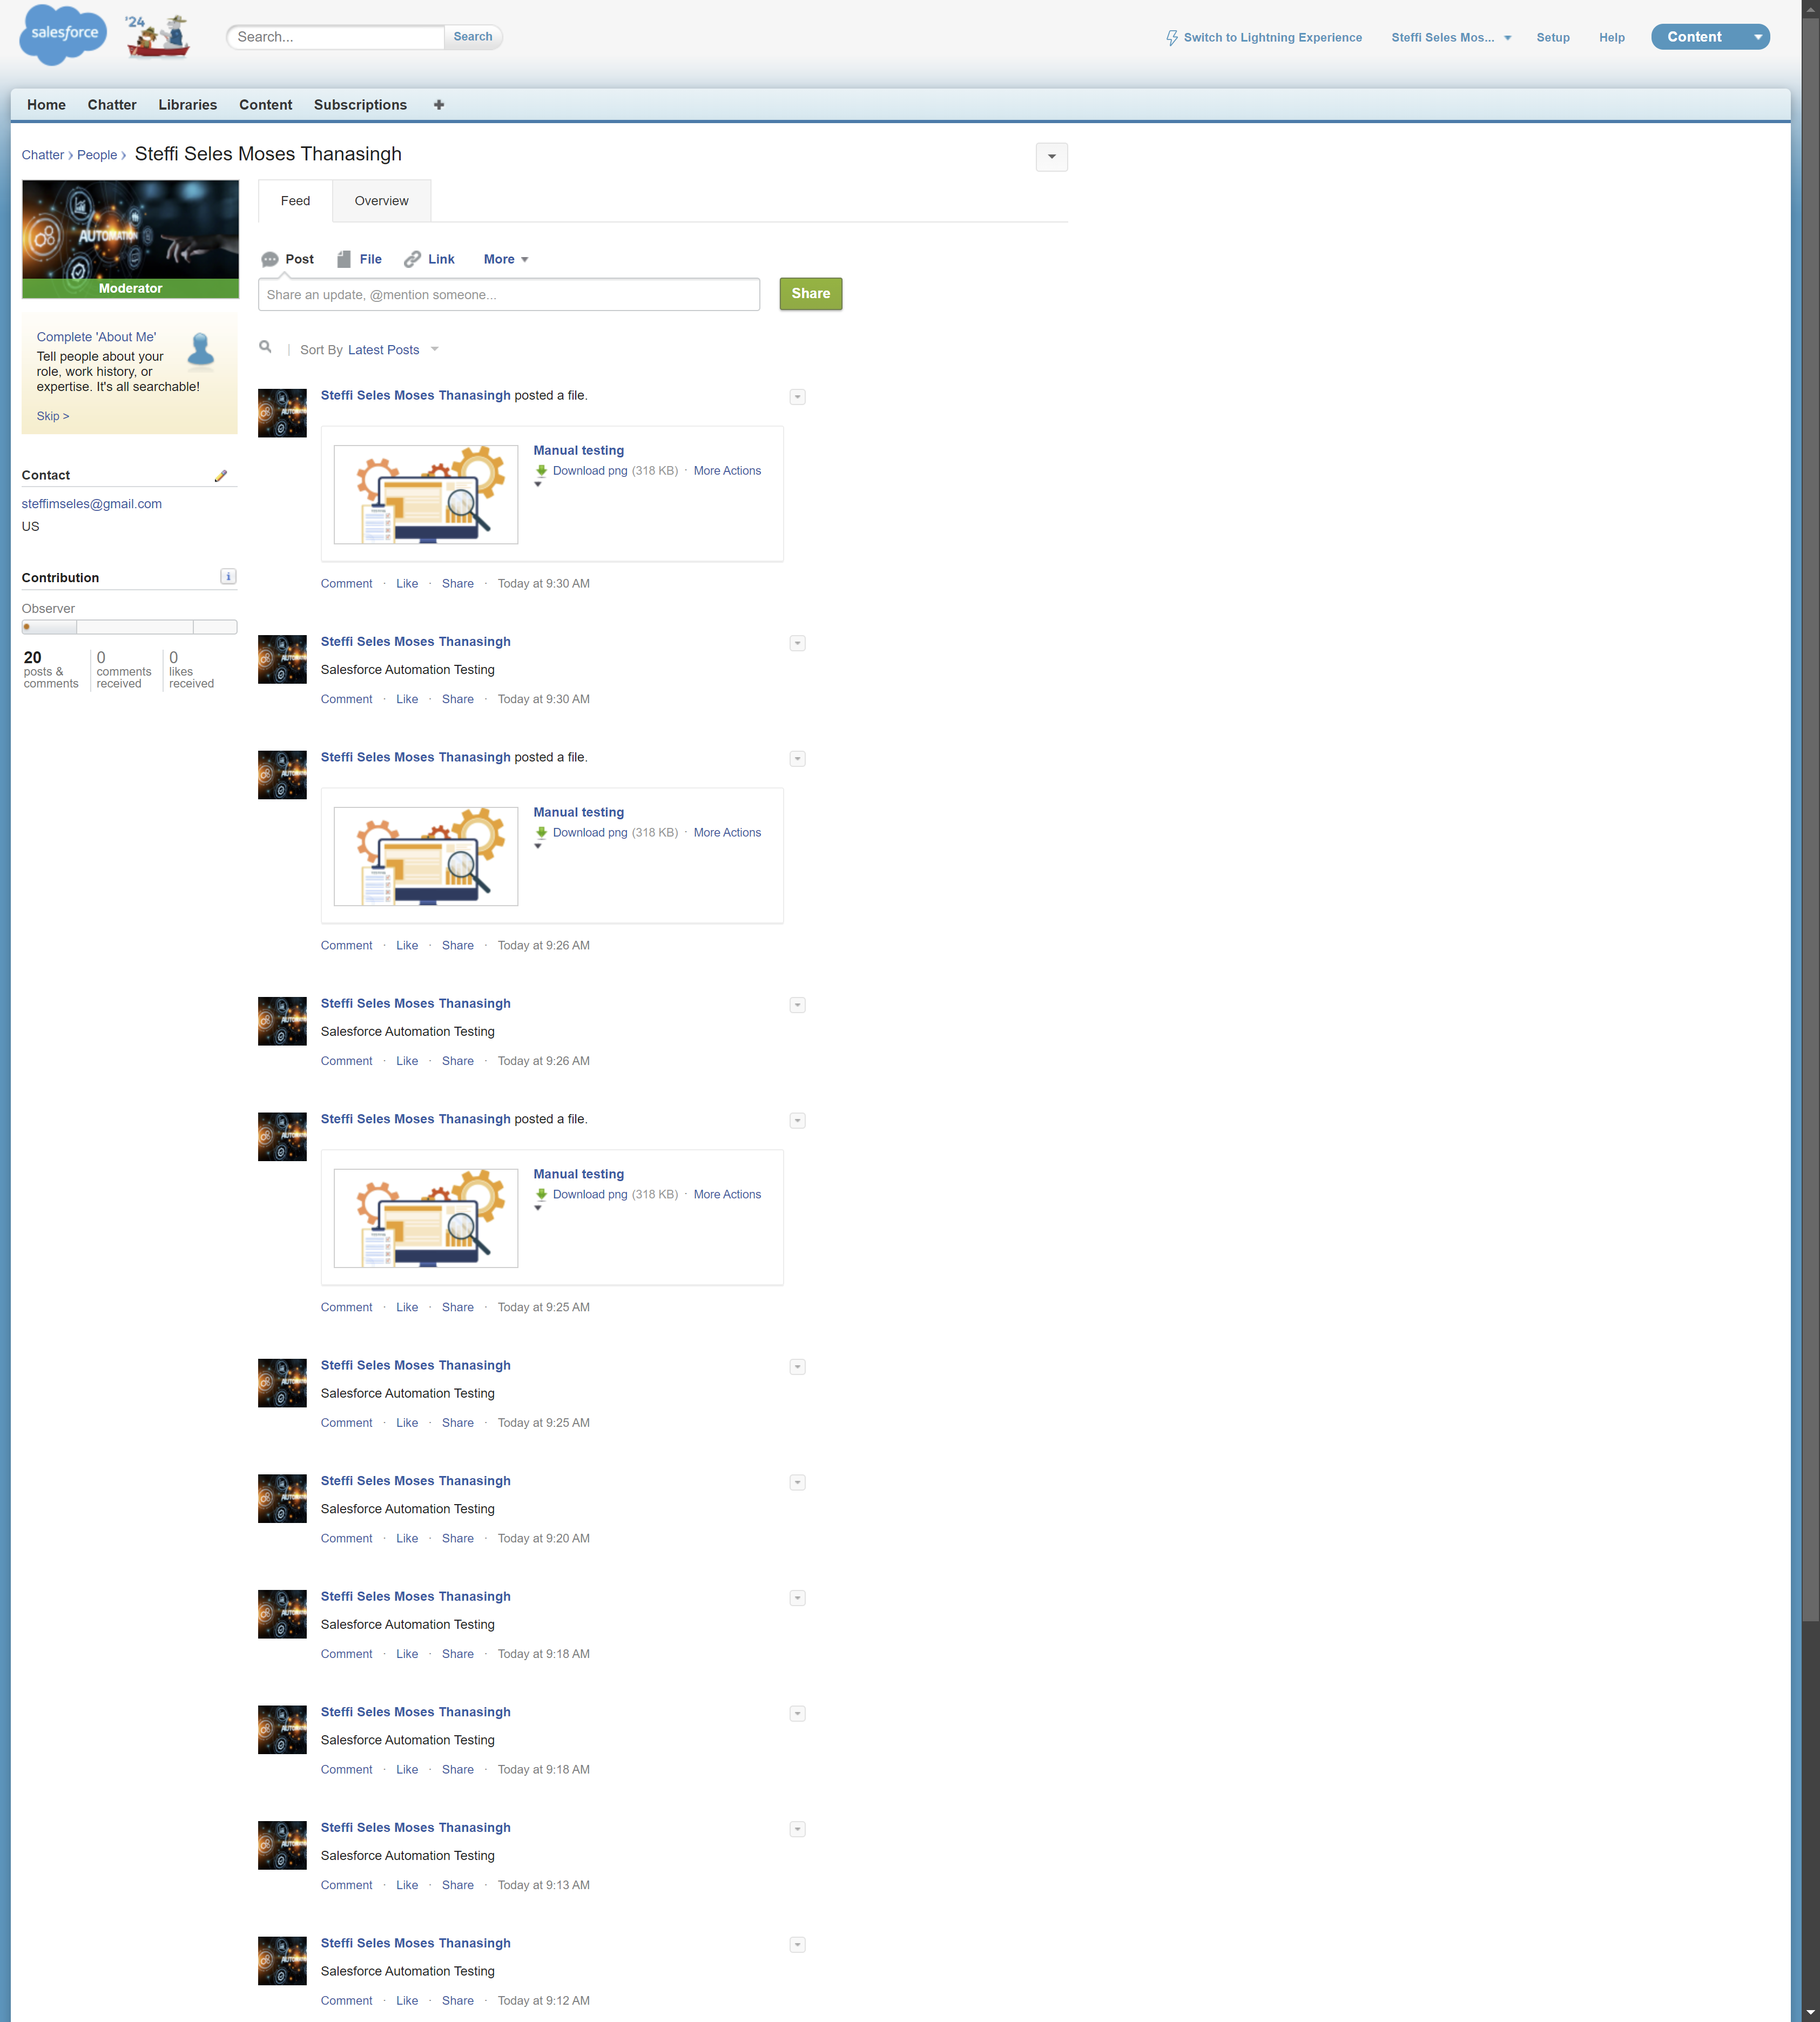 salesforce
'24
Search...
Search
Switch to Lightning Experience
Steffi Seles Mos...
Setup
Help
Content
Home
Chatter
Libraries
Content
Subscriptions
+
Chatter › People › Steffi Seles Moses Thanasingh
AUTOMATION
Moderator
Complete 'About Me'
Tell people about your
role, work history, or
expertise. It's all searchable!
Skip >
Contact
steffimseles@gmail.com
US
Contribution
i
Observer
20
posts &
comments
0
comments
received
0
likes
received
Feed
Overview
Post
File
Link
More
Share an update, @mention someone...
Share
| Sort By Latest Posts
Steffi Seles Moses Thanasingh posted a file.
Manual testing
Download png (318 KB) · More Actions
Comment · Like · Share · Today at 9:30 AM
Steffi Seles Moses Thanasingh
Salesforce Automation Testing
Comment · Like · Share · Today at 9:30 AM
Steffi Seles Moses Thanasingh posted a file.
Manual testing
Download png (318 KB) · More Actions
Comment · Like · Share · Today at 9:26 AM
Steffi Seles Moses Thanasingh
Salesforce Automation Testing
Comment · Like · Share · Today at 9:26 AM
Steffi Seles Moses Thanasingh posted a file.
Manual testing
Download png (318 KB) · More Actions
Comment · Like · Share · Today at 9:25 AM
Steffi Seles Moses Thanasingh
Salesforce Automation Testing
Comment · Like · Share · Today at 9:25 AM
Steffi Seles Moses Thanasingh
Salesforce Automation Testing
Comment · Like · Share · Today at 9:20 AM
Steffi Seles Moses Thanasingh
Salesforce Automation Testing
Comment · Like · Share · Today at 9:18 AM
Steffi Seles Moses Thanasingh
Salesforce Automation Testing
Comment · Like · Share · Today at 9:18 AM
Steffi Seles Moses Thanasingh
Salesforce Automation Testing
Comment · Like · Share · Today at 9:13 AM
Steffi Seles Moses Thanasingh
Salesforce Automation Testing
Comment · Like · Share · Today at 9:12 AM